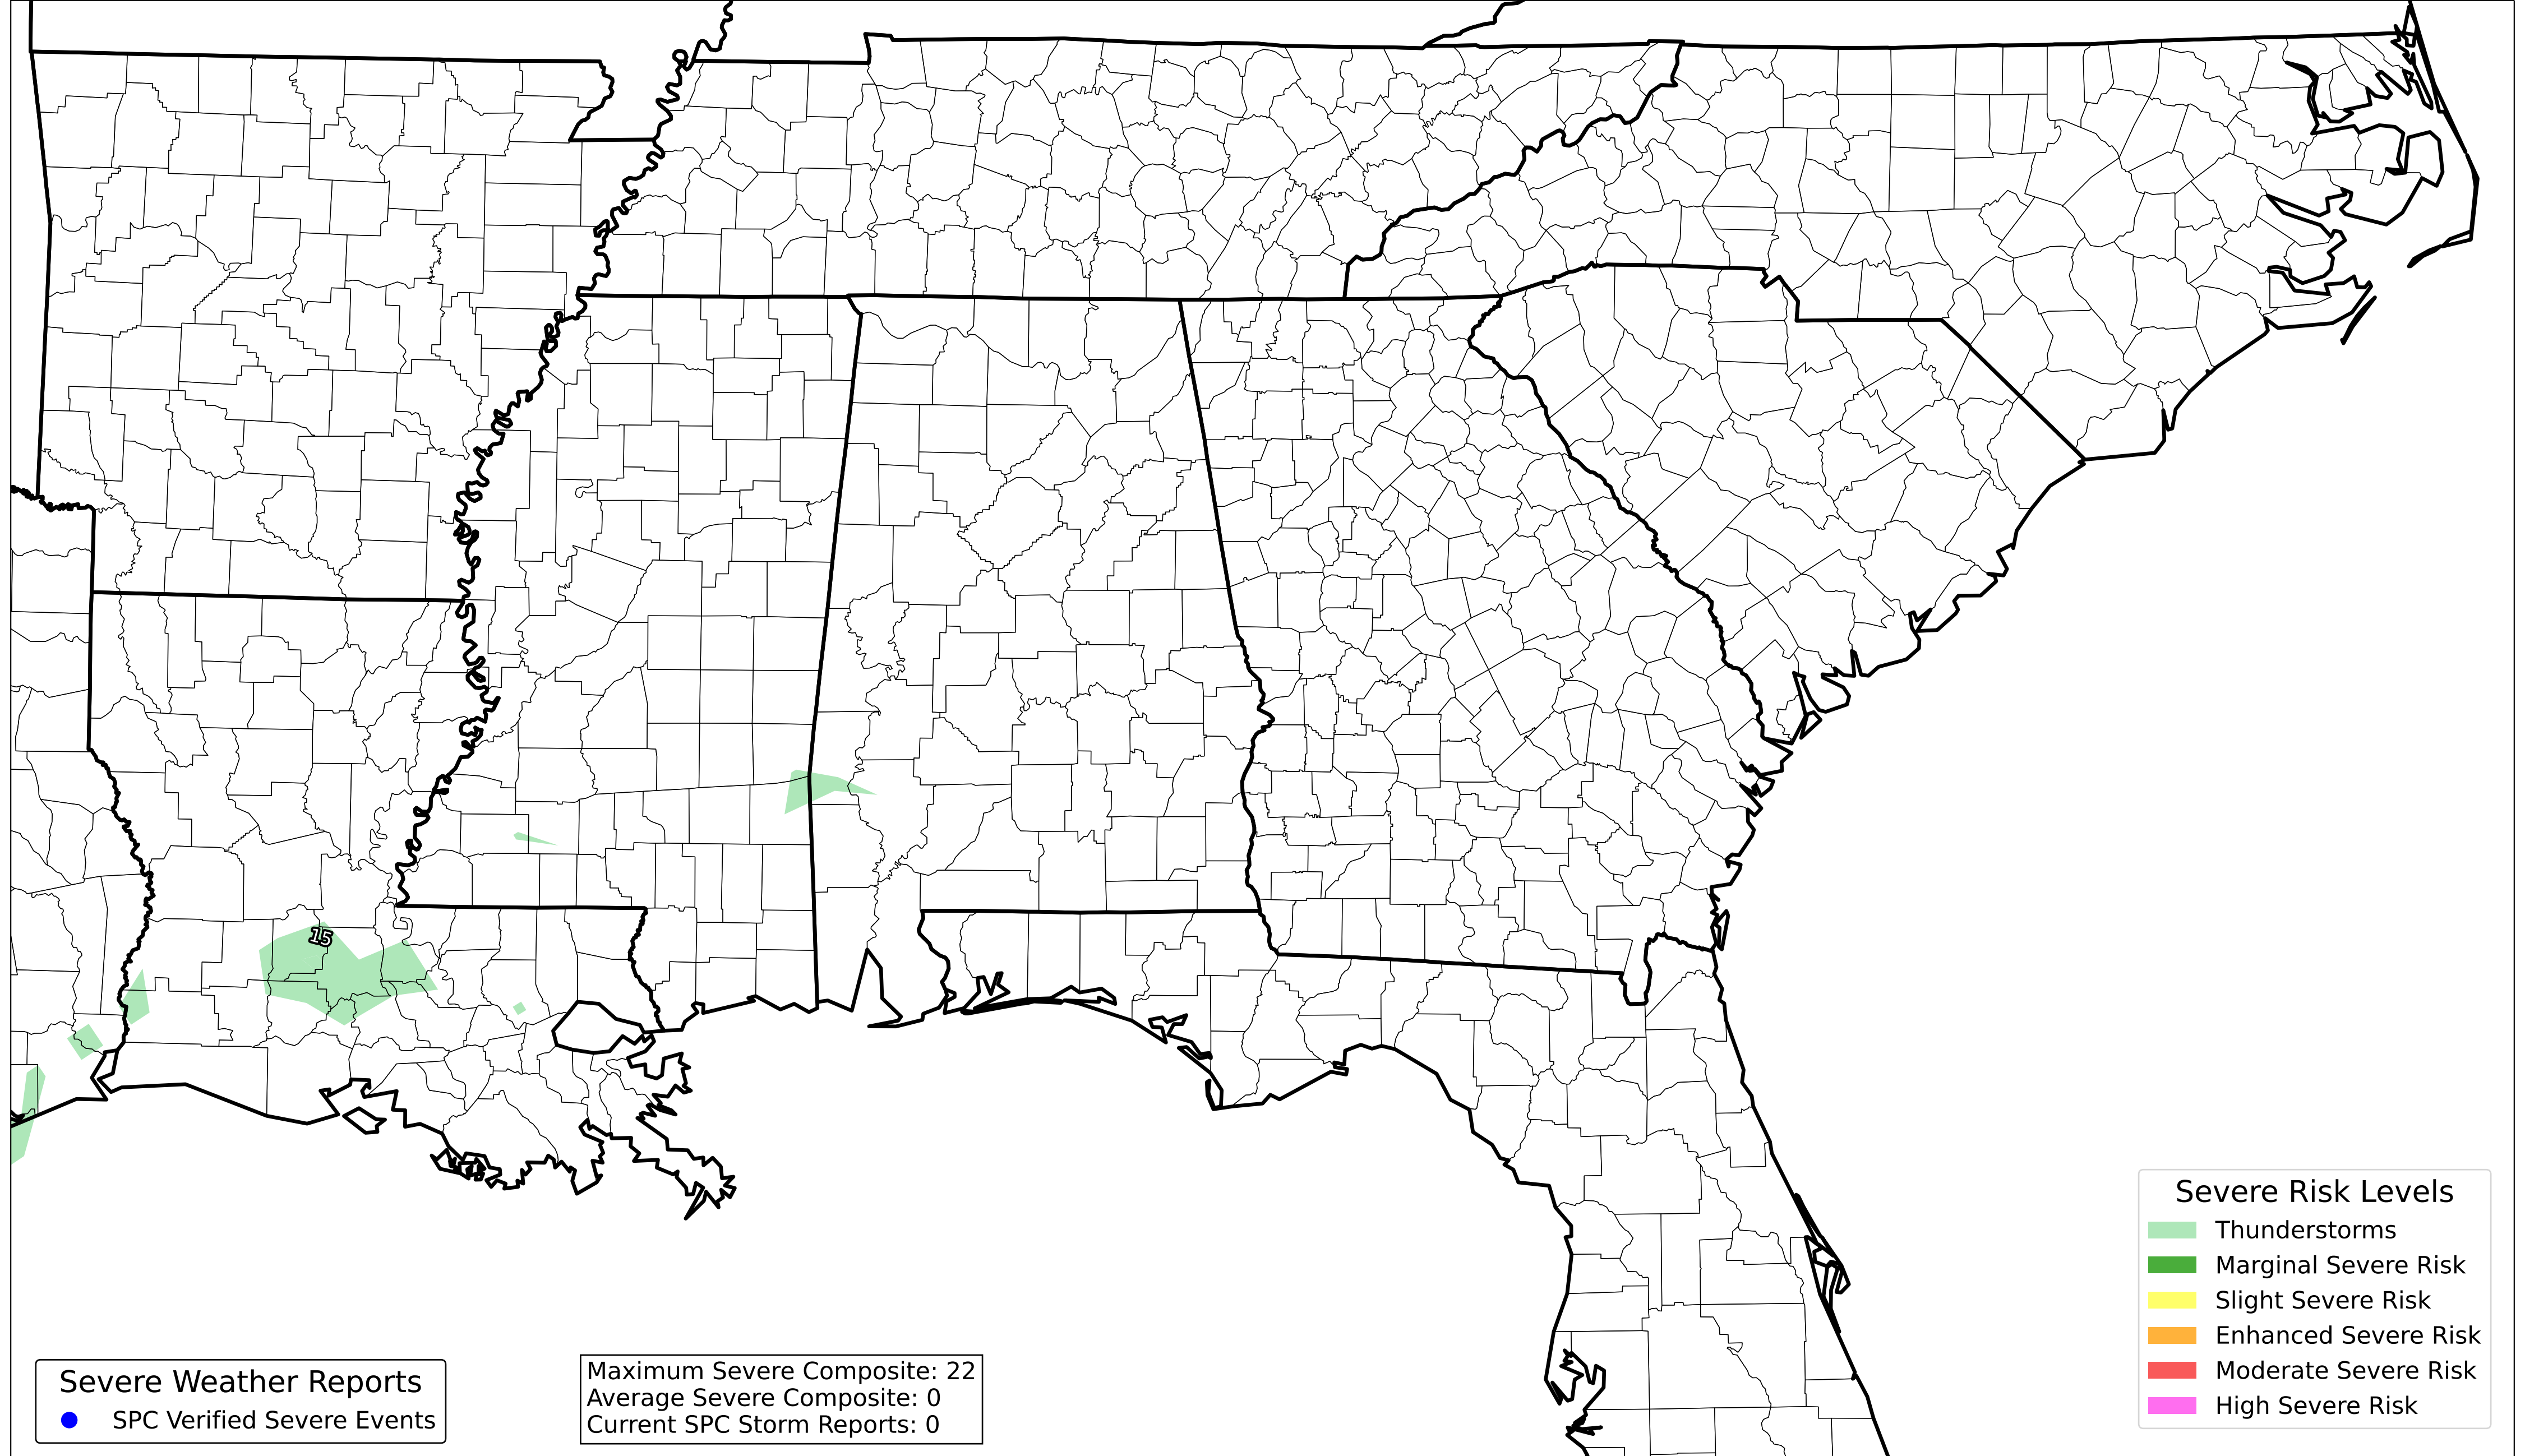 15
Severe Risk Levels
Thunderstorms
Marginal Severe Risk
Slight Severe Risk
Enhanced Severe Risk
Moderate Severe Risk
High Severe Risk
Severe Weather Reports
SPC Verified Severe Events
Maximum Severe Composite: 22
Average Severe Composite: 0
Current SPC Storm Reports: 0